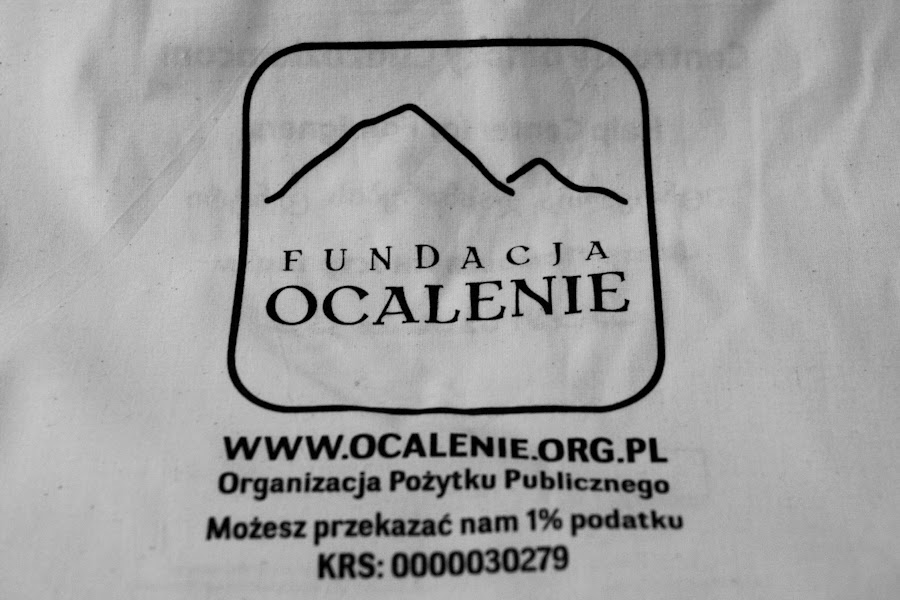 FUNDACJA
OCALENIE
WWW.OCALENIE.ORG.PL
Organizacja Pożytku Publicznego
Możesz przekazać nam 1% podatku
KRS: 0000030279